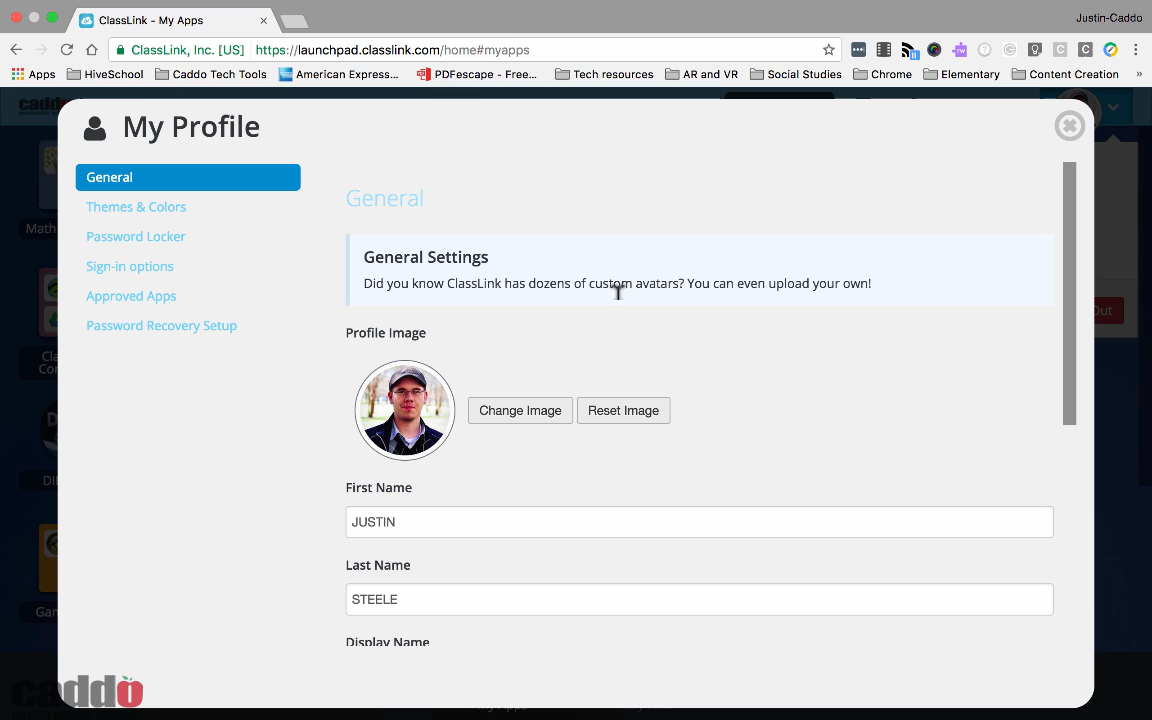 ClassLink - My Apps
Justin-Caddo
ClassLink, Inc. [US] https://launchpad.classlink.com/home#myapps
Apps HiveSchool Caddo Tech Tools American Express... PDFescape - Free... Tech resources AR and VR Social Studies Chrome Elementary Content Creation »
My Profile
General
Themes & Colors
Password Locker
Sign-in options
Approved Apps
Password Recovery Setup
General
General Settings
Did you know ClassLink has dozens of custom avatars? You can even upload your own!
Profile Image
Change Image Reset Image
First Name
JUSTIN
Last Name
STEELE
Display Name
Math
Out
caddo